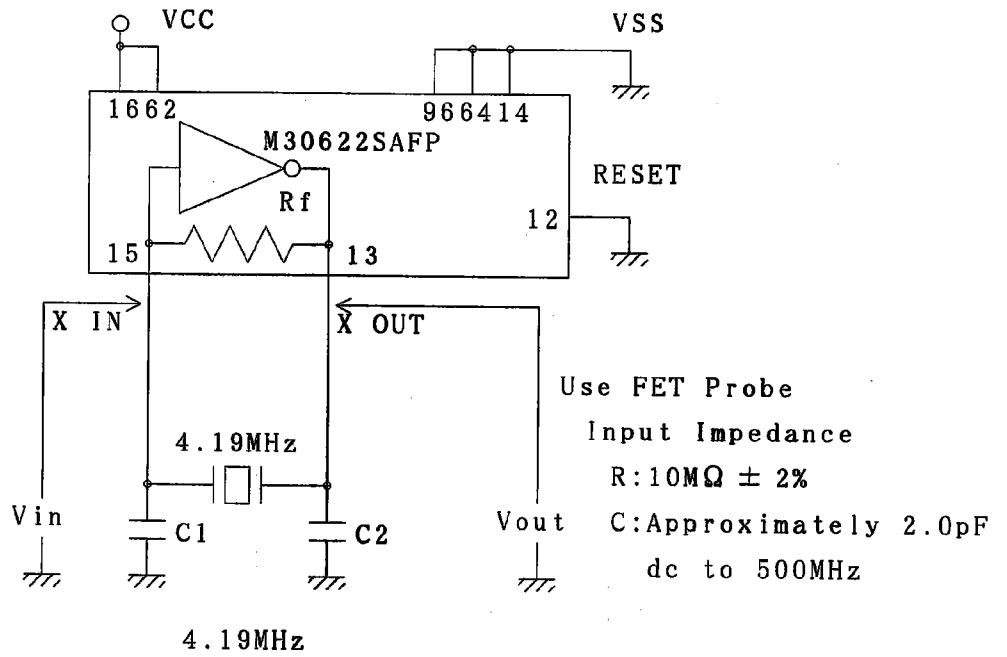 VCC
VSS
1662
966414
M30622SAFP
RESET
Rf
12
15
13
X IN
X OUT
Use FET Probe
Input Impedance
4.19MHz
R:10MΩ ± 2%
Vin
C1
C2
Vout
C:Approximately 2.0pF
dc to 500MHz
4.19MHz